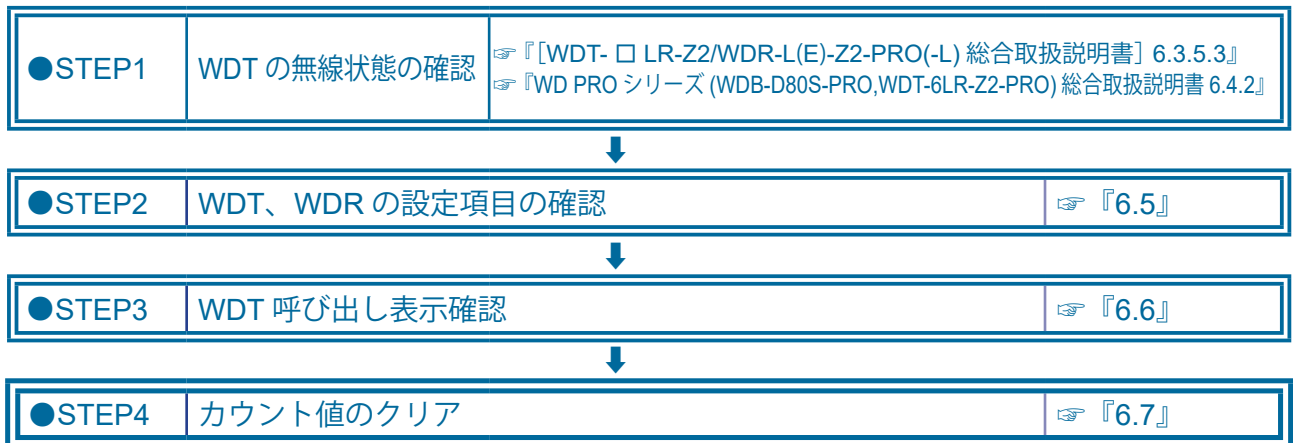 ●STEP1 WDT の無線状態の確認 ☞『［WDT- ロ LR-Z2/WDR-L(E)-Z2-PRO(-L) 総合取扱説明書］6.3.5.3』
☞『WD PRO シリーズ (WDB-D80S-PRO,WDT-6LR-Z2-PRO) 総合取扱説明書 6.4.2』
●STEP2 WDT、WDR の設定項目の確認 ☞『6.5』
●STEP3 WDT 呼び出し表示確認 ☞『6.6』
●STEP4 カウント値のクリア ☞『6.7』